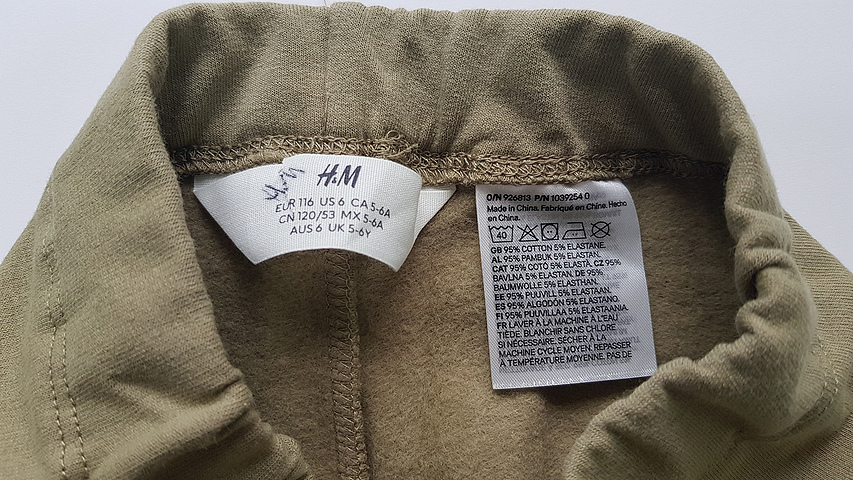 H&M
EUR 116 US 6 CA 5-6A
CN 120/53 MX 5-6A
AUS 6 UK 5-6Y
O/N 926813 P/N 1039254 0
Made in China. Fabriqué en Chine. Hecho
en China.
40
GB 95% COTTON 5% ELASTANE.
AL 95% PAMBUK 5% ELASTAN.
CAT 95% COTÓ 5% ELASTÀ. CZ 95%
BAVLNA 5% ELASTAN. DE 95%
BAUMWOLLE 5% ELASTHAN.
EE 95% PUUVILL 5% ELASTAAN.
ES 95% ALGODÓN 5% ELASTANO.
FI 95% PUUVILLAA 5% ELASTAANIA.
FR LAVER À LA MACHINE À L'EAU
TIÈDE. BLANCHIR SANS CHLORE
SI NÉCESSAIRE. SÉCHER À LA
MACHINE CYCLE MOYEN. REPASSER
À TEMPÉRATURE MOYENNE. PAS DE